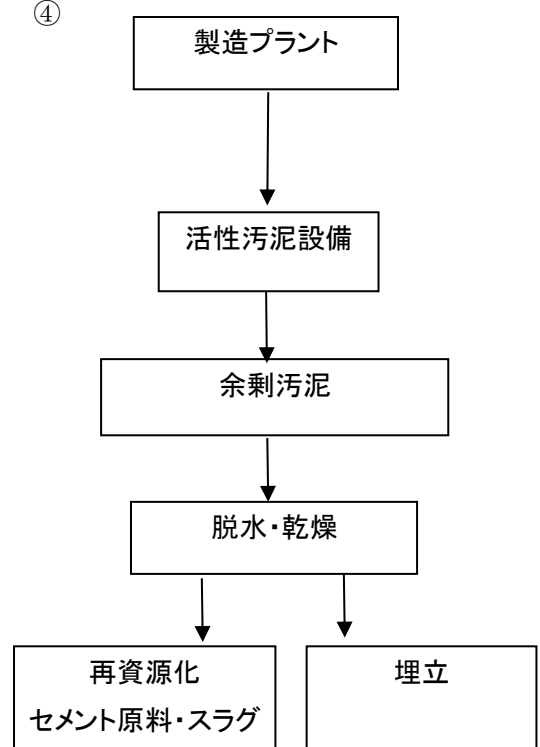 ④
製造プラント
活性汚泥設備
余剰汚泥
脱水・乾燥
再資源化
セメント原料・スラグ
埋立